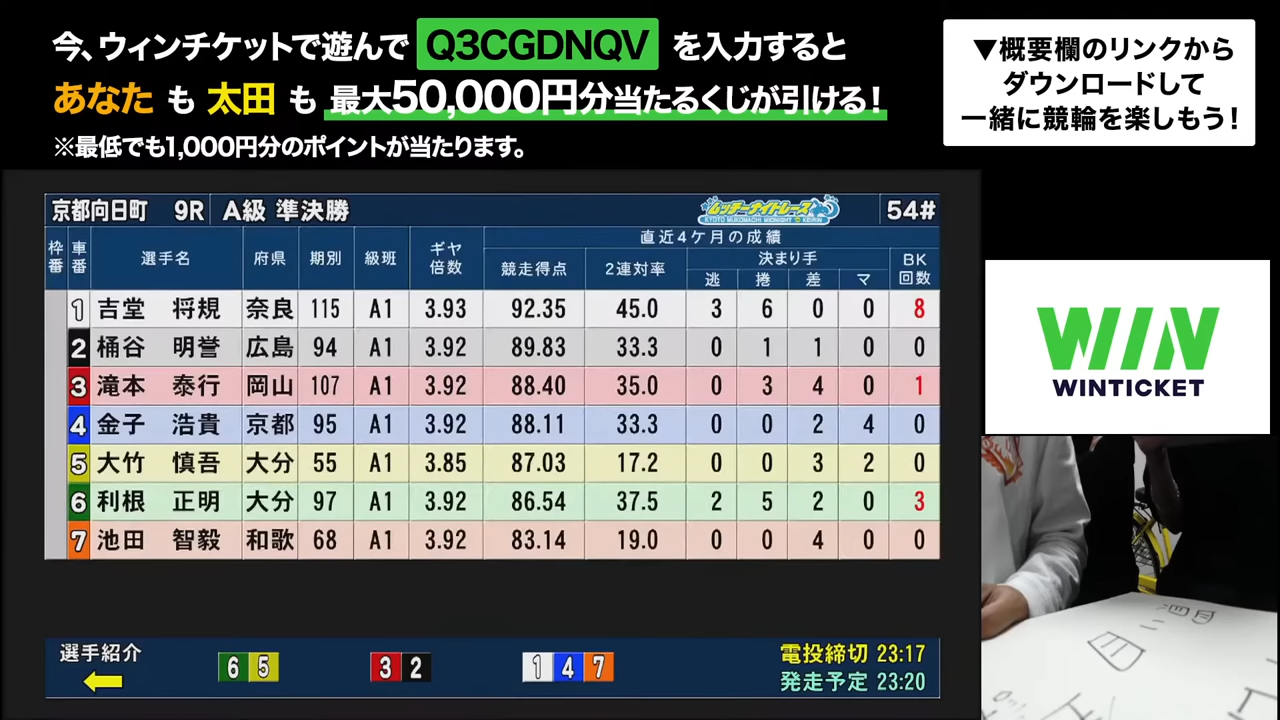 今、ウィンチケットで遊んで Q3CGDNQV を入力すると
あなた も 太田 も 最大50,000円分当たるくじが引ける!
※最低でも1,000円分のポイントが当たります。
▼概要欄のリンクから
ダウンロードして
一緒に競輪を楽しもう!
京都向日町 9R A級 準決勝 ムッチーナイトレース 54#
KYOTO MUKOMACHI MIDNIGHT KEIRIN
枠番 車番 選手名 府県 期別 級班 ギヤ倍数 直近4ケ月の成績
競走得点 2連対率 決まり手 BK回数
逃 捲 差 マ
1 吉堂 将規 奈良 115 A1 3.93 92.35 45.0 3 6 0 0 8
2 桶谷 明誉 広島 94 A1 3.92 89.83 33.3 0 1 1 0 0
3 滝本 泰行 岡山 107 A1 3.92 88.40 35.0 0 3 4 0 1
4 金子 浩貴 京都 95 A1 3.92 88.11 33.3 0 0 2 4 0
5 大竹 慎吾 大分 55 A1 3.85 87.03 17.2 0 0 3 2 0
6 利根 正明 大分 97 A1 3.92 86.54 37.5 2 5 2 0 3
7 池田 智毅 和歌 68 A1 3.92 83.14 19.0 0 0 4 0 0
選手紹介 6 5 3 2 1 4 7 電投締切 23:17
発走予定 23:20
WIN
WINTICKET